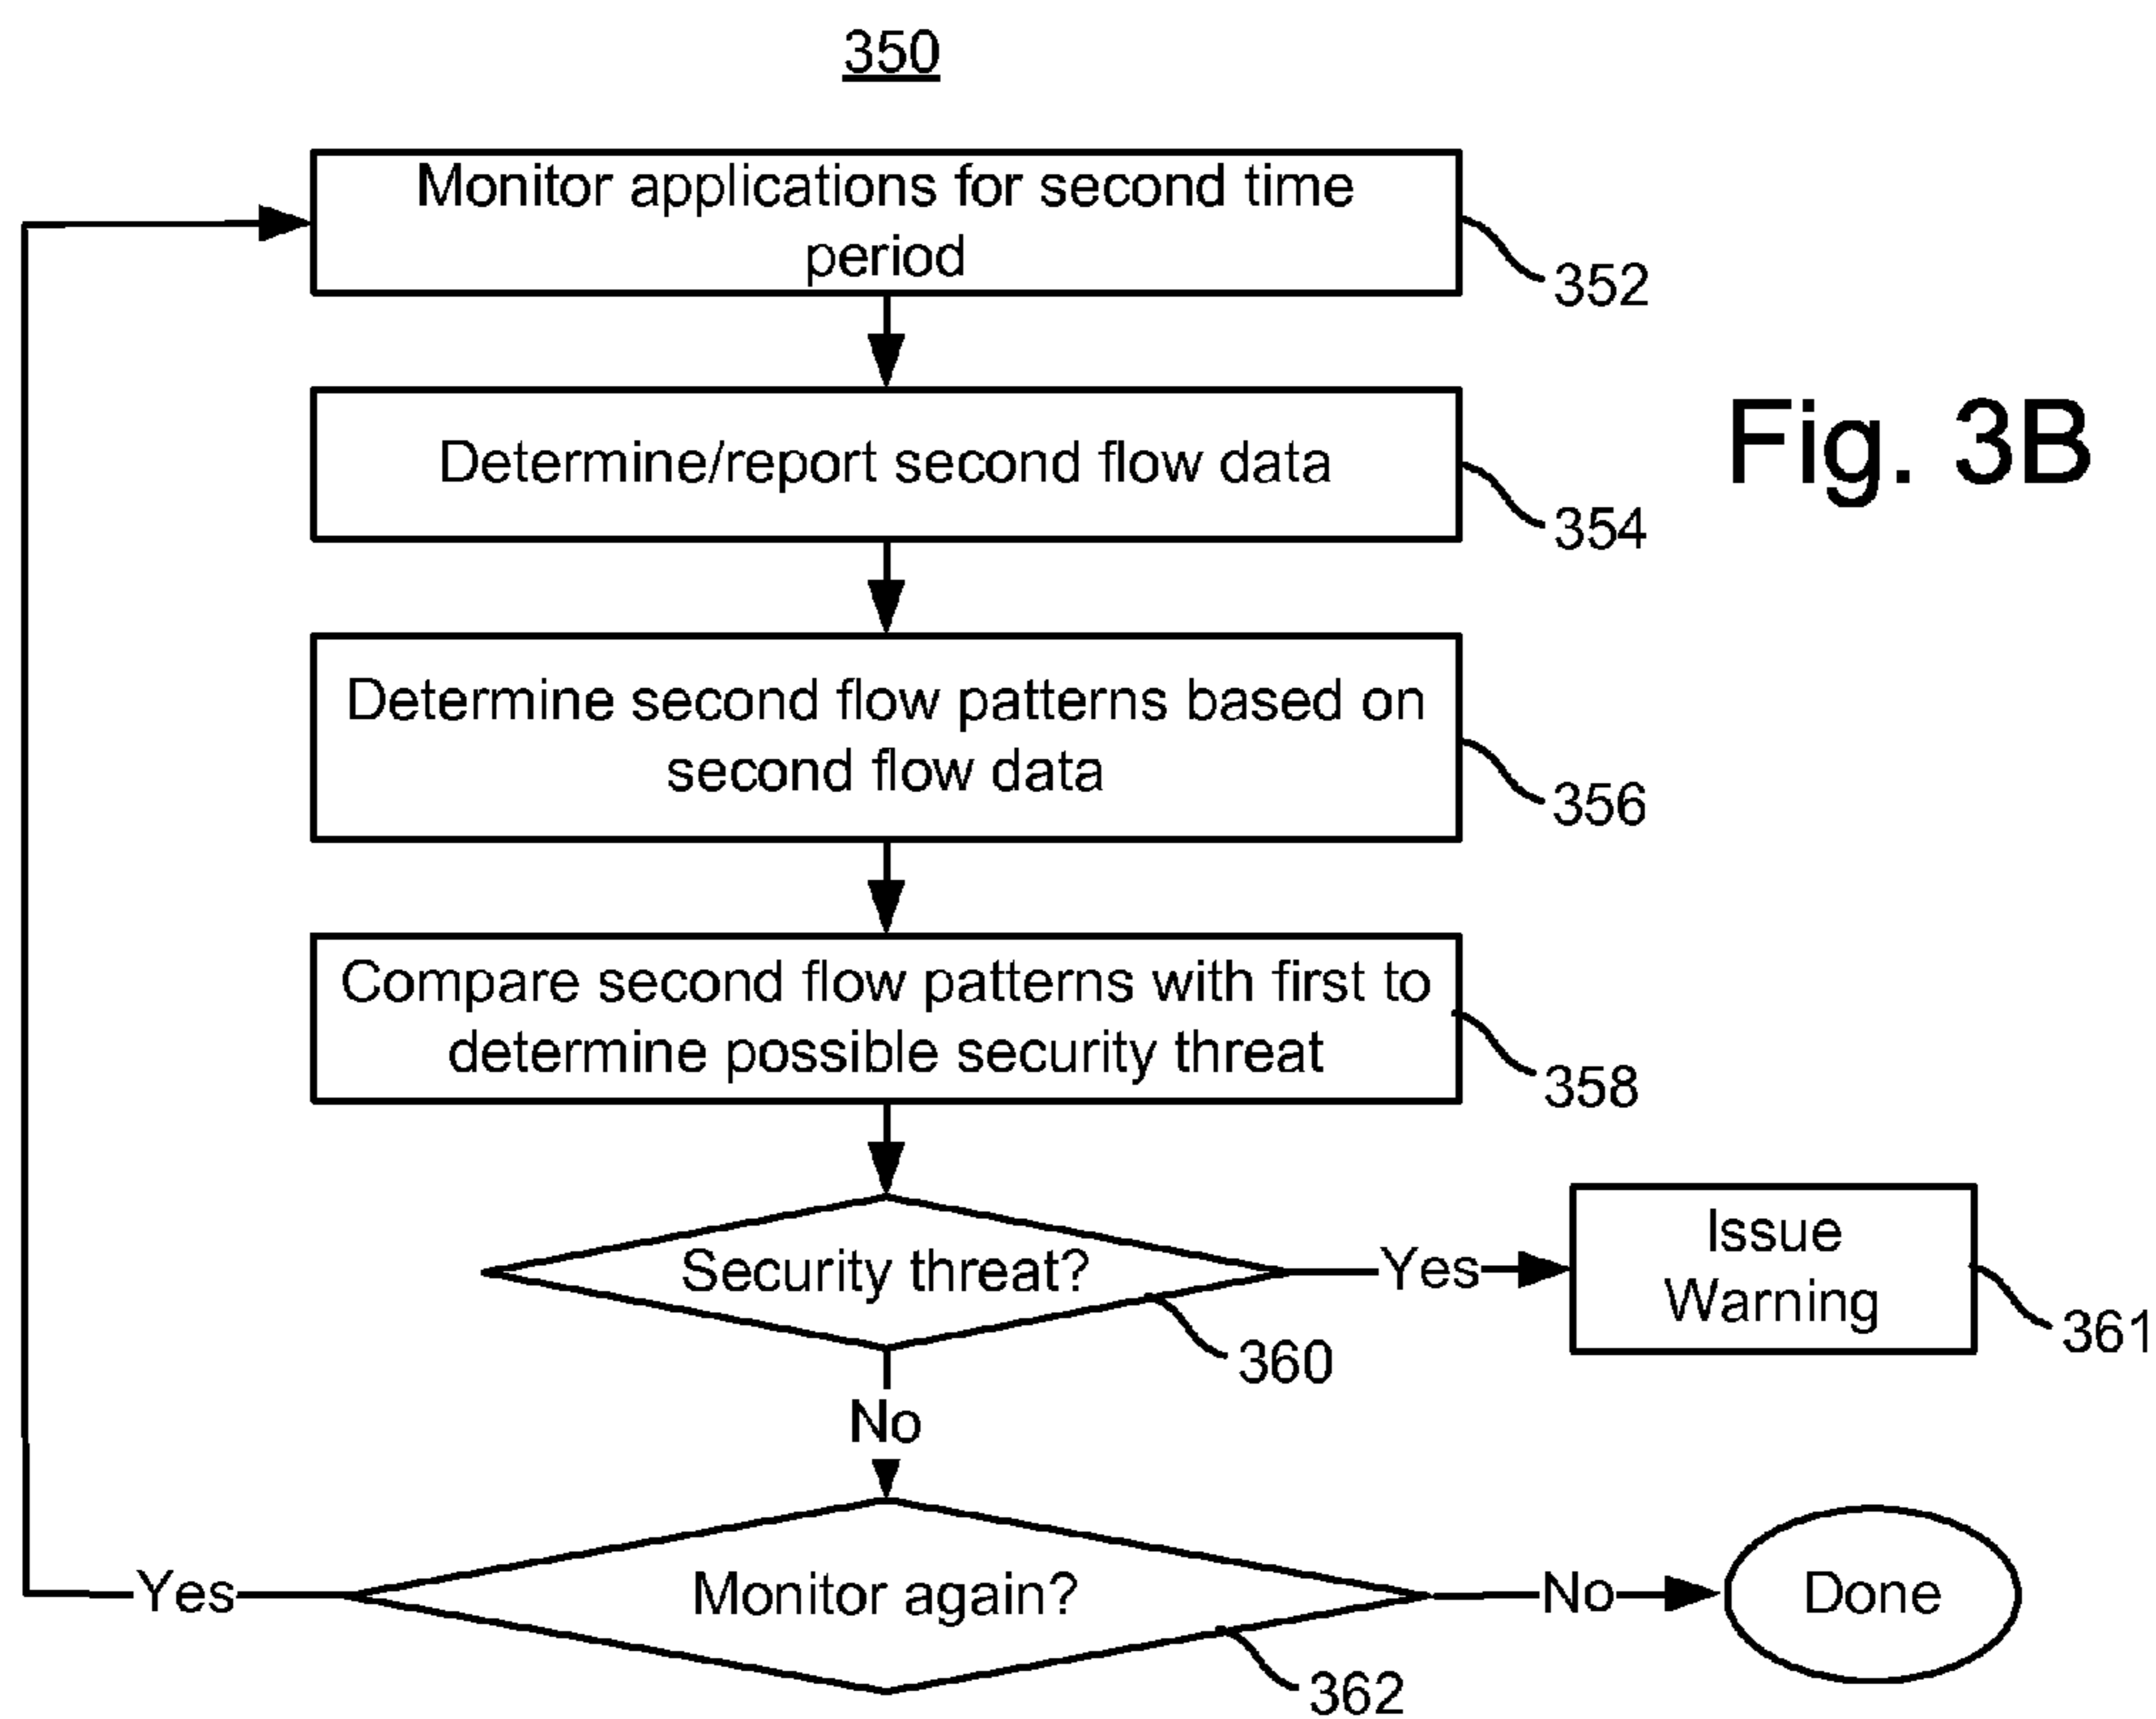 350
Monitor applications for second time
period
352
Determine/report second flow data
354
Fig. 3B
Determine second flow patterns based on
second flow data
356
Compare second flow patterns with first to
determine possible security threat
358
Security threat?
360
Yes
Issue
Warning
361
No
Monitor again?
362
Yes
No
Done